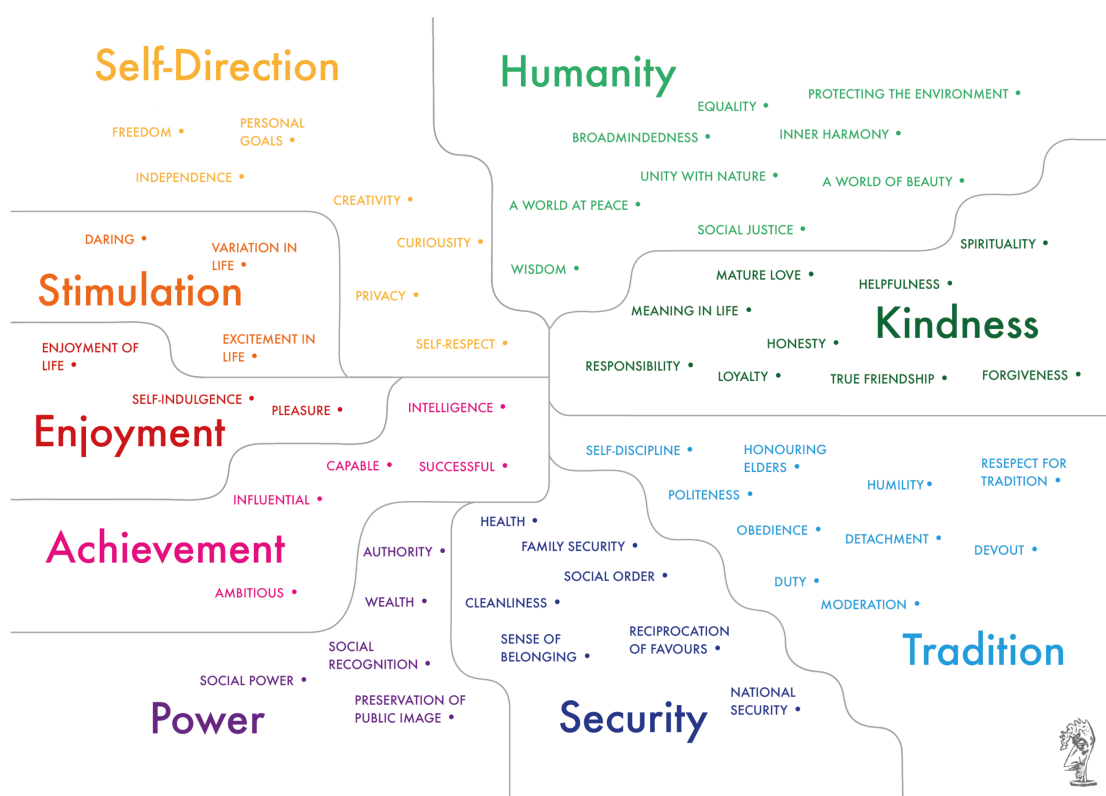 Self-Direction
FREEDOM
PERSONAL
GOALS
INDEPENDENCE
CREATIVITY
CURIOUSITY
PRIVACY
SELF-RESPECT
Humanity
EQUALITY
PROTECTING THE ENVIRONMENT
BROADMINDEDNESS
INNER HARMONY
UNITY WITH NATURE
A WORLD OF BEAUTY
A WORLD AT PEACE
SOCIAL JUSTICE
WISDOM
DARING
VARIATION IN
LIFE
Stimulation
EXCITEMENT IN
LIFE
SPIRITUALITY
MATURE LOVE
HELPFULNESS
MEANING IN LIFE
Kindness
HONESTY
RESPONSIBILITY
LOYALTY
TRUE FRIENDSHIP
FORGIVENESS
ENJOYMENT OF
LIFE
SELF-INDULGENCE
PLEASURE
Enjoyment
INTELLIGENCE
CAPABLE
SUCCESSFUL
INFLUENTIAL
Achievement
AMBITIOUS
SELF-DISCIPLINE
HONOURING
ELDERS
RESEPECT FOR
TRADITION
HUMILITY
POLITENESS
OBEDIENCE
DETACHMENT
DEVOUT
DUTY
MODERATION
Tradition
AUTHORITY
WEALTH
SOCIAL
RECOGNITION
SOCIAL POWER
PRESERVATION OF
PUBLIC IMAGE
Power
HEALTH
FAMILY SECURITY
SOCIAL ORDER
CLEANLINESS
SENSE OF
BELONGING
RECIPROCATION
OF FAVOURS
NATIONAL
SECURITY
Security